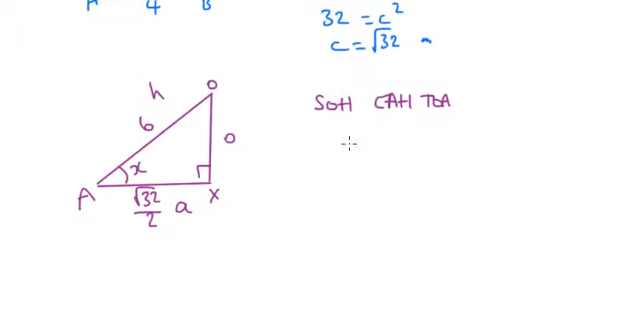 4 B
32 = c²
c = √32
h
O
6
o
x
A
√32/2 a
X
SOH CAH TOA